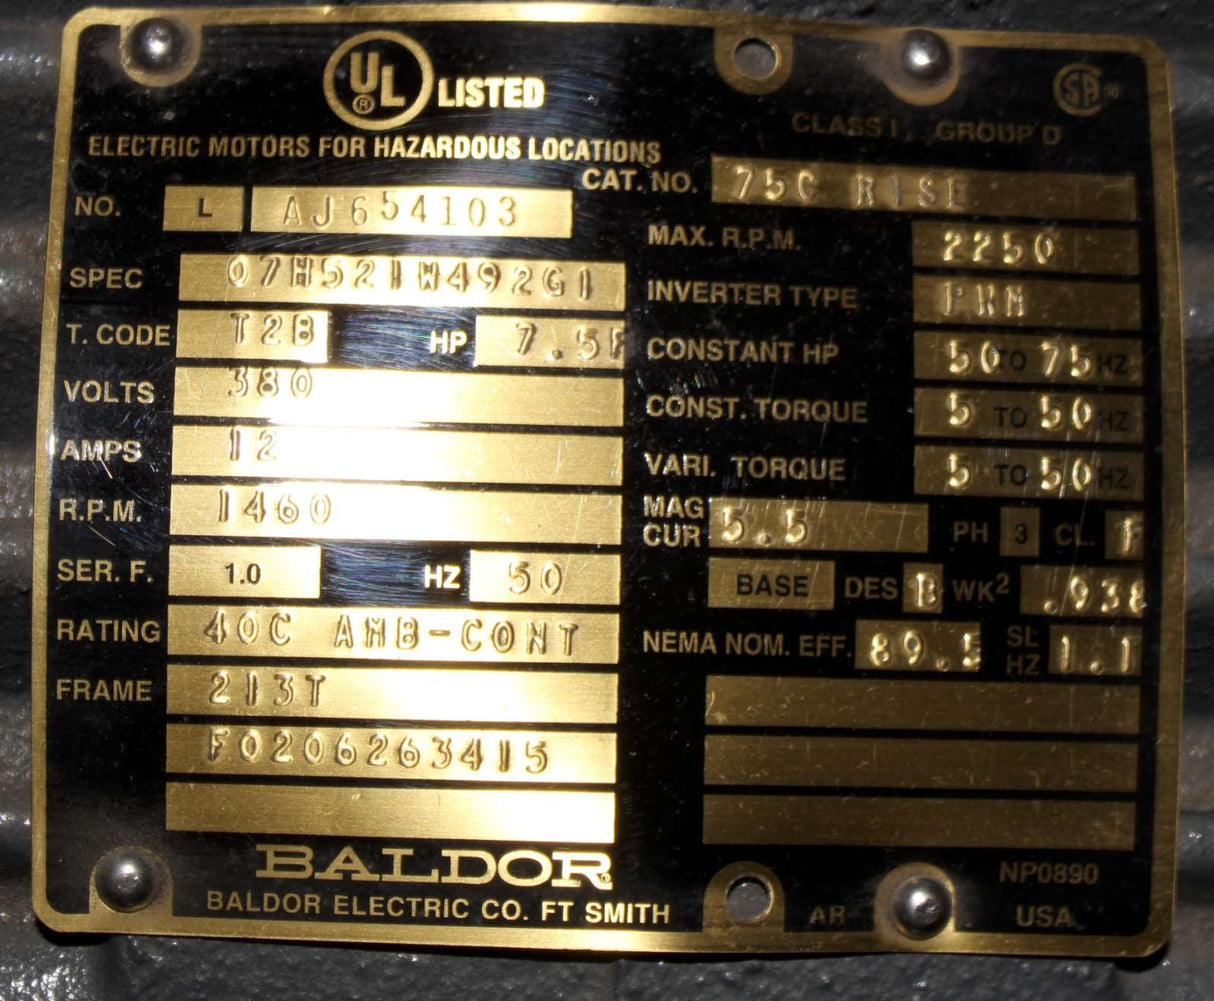 UL® LISTED
SA
CLASS I, GROUP D
ELECTRIC MOTORS FOR HAZARDOUS LOCATIONS
CAT. NO. 75C RISE
NO. L AJ654103
MAX. R.P.M. 2250
SPEC 07H521W492G1
INVERTER TYPE PWM
T. CODE T2B HP 7.5F
CONSTANT HP 50 TO 75 HZ
VOLTS 380
CONST. TORQUE 5 TO 50 HZ
AMPS 12
VARI. TORQUE 5 TO 50 HZ
R.P.M. 1460
MAG CUR 5.5 PH 3 CL. F
SER. F. 1.0 HZ 50
BASE DES B WK² .938
RATING 40C AMB-CONT
NEMA NOM. EFF. 89.5 SL HZ 1.1
FRAME 213T
F0206263415
BALDOR
NP0890
BALDOR ELECTRIC CO. FT SMITH
AR USA